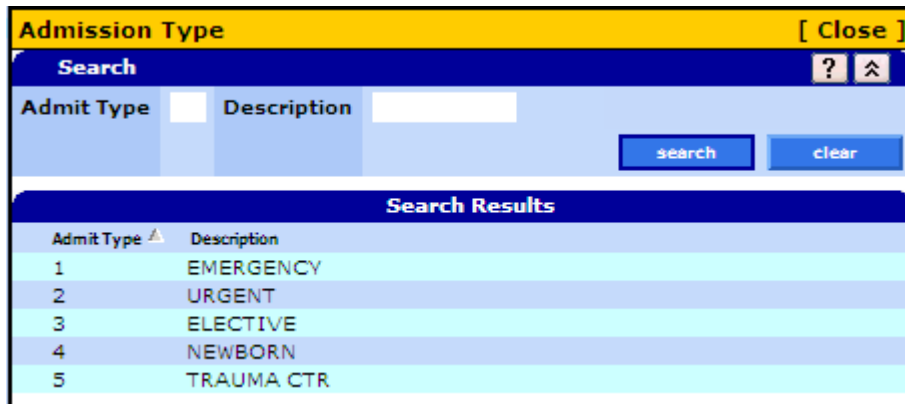 Admission Type [ Close ]
Search ?
Admit Type Description
search clear
Search Results
Admit Type Description
1 EMERGENCY
2 URGENT
3 ELECTIVE
4 NEWBORN
5 TRAUMA CTR